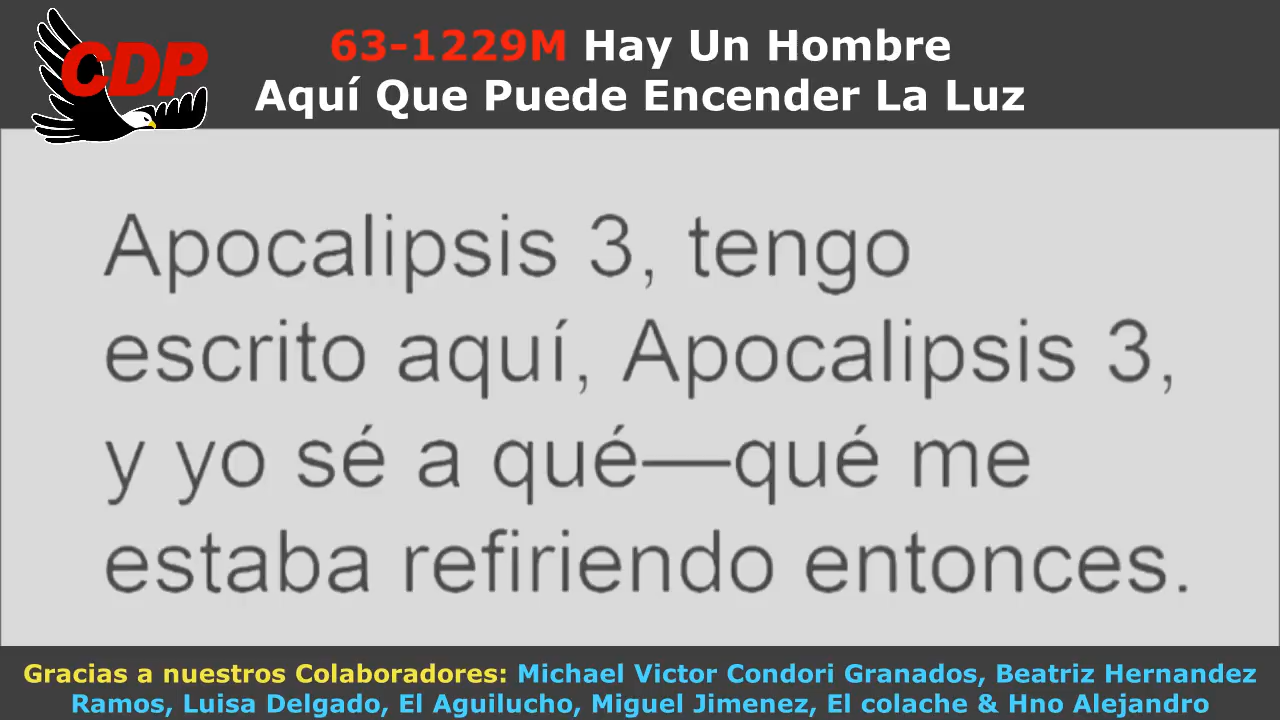 CDP
63-1229M Hay Un Hombre
Aquí Que Puede Encender La Luz
Apocalipsis 3, tengo
escrito aquí, Apocalipsis 3,
y yo sé a qué—qué me
estaba refiriendo entonces.
Gracias a nuestros Colaboradores: Michael Victor Condori Granados, Beatriz Hernandez
Ramos, Luisa Delgado, El Aguilucho, Miguel Jimenez, El colache & Hno Alejandro